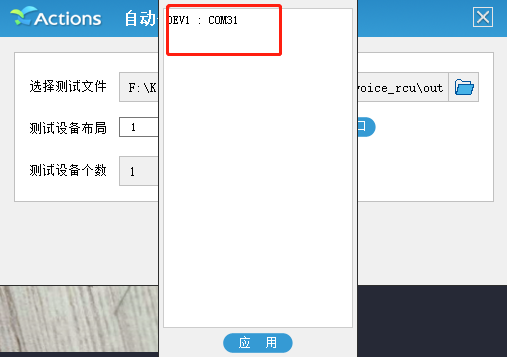 Actions
自动
DEV1 : COM31
选择测试文件
F:\K
voice_rcu\out
测试设备布局
1
口
测试设备个数
1
应 用